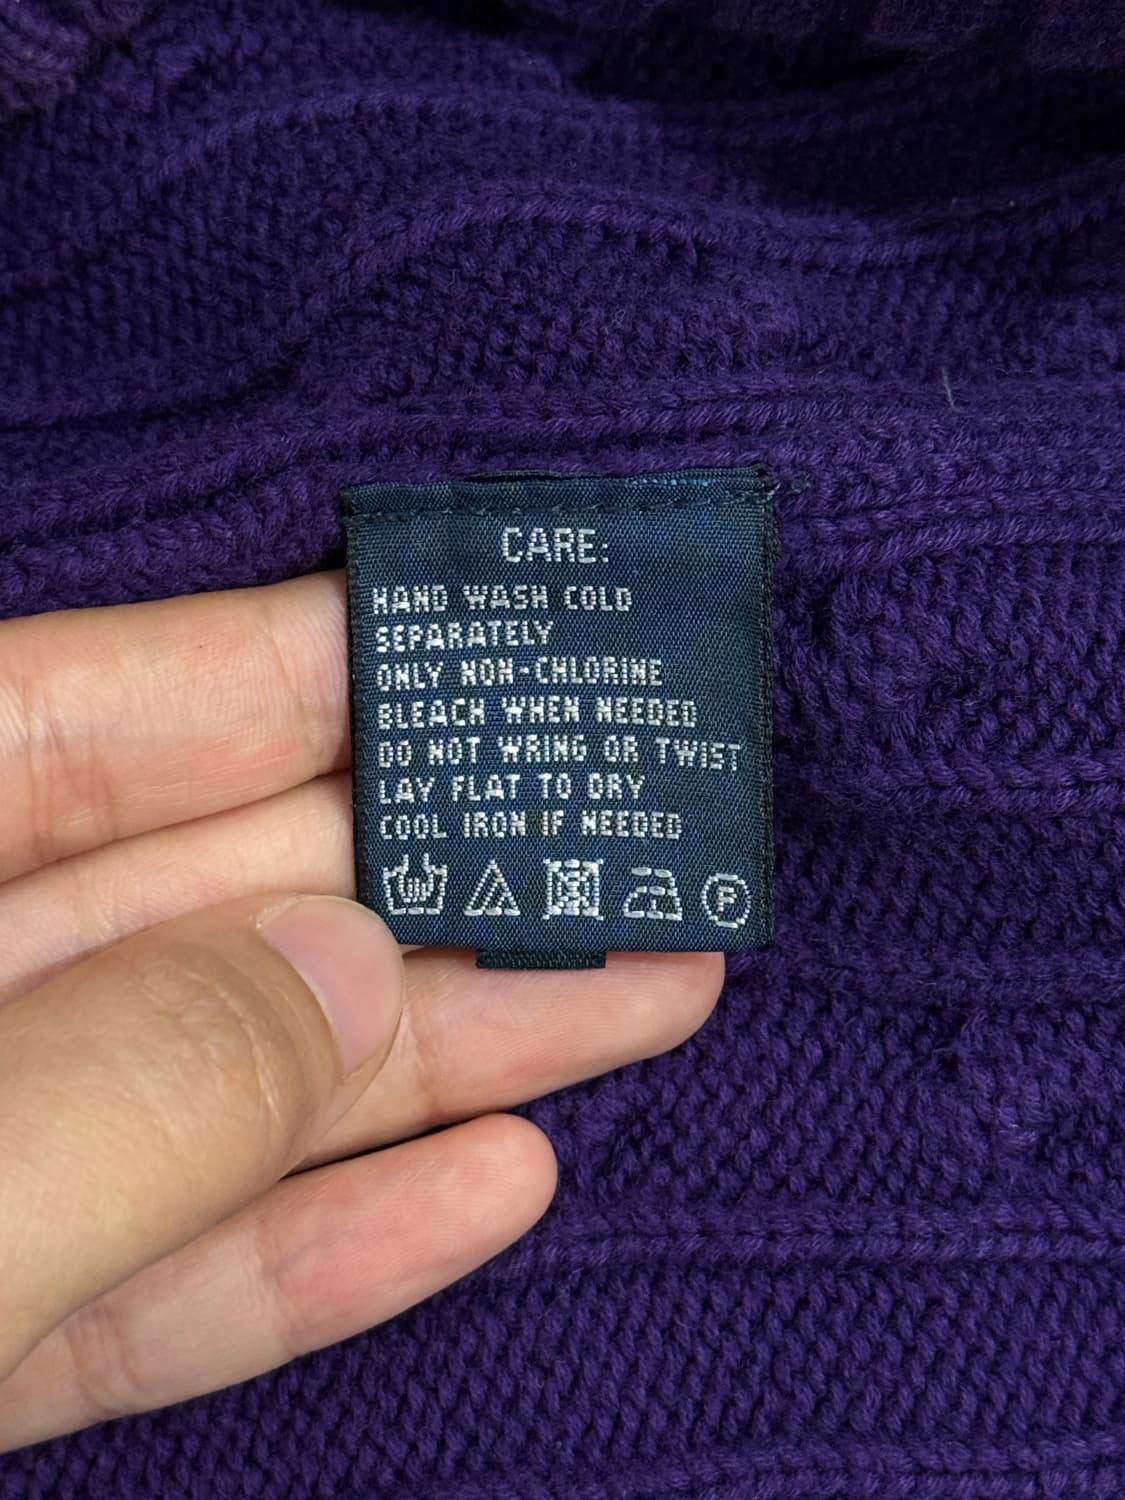 CARE:
HAND WASH COLD
SEPARATELY
ONLY NON-CHLORINE
BLEACH WHEN NEEDED
DO NOT WRING OR TWIST
LAY FLAT TO DRY
COOL IRON IF NEEDED
F